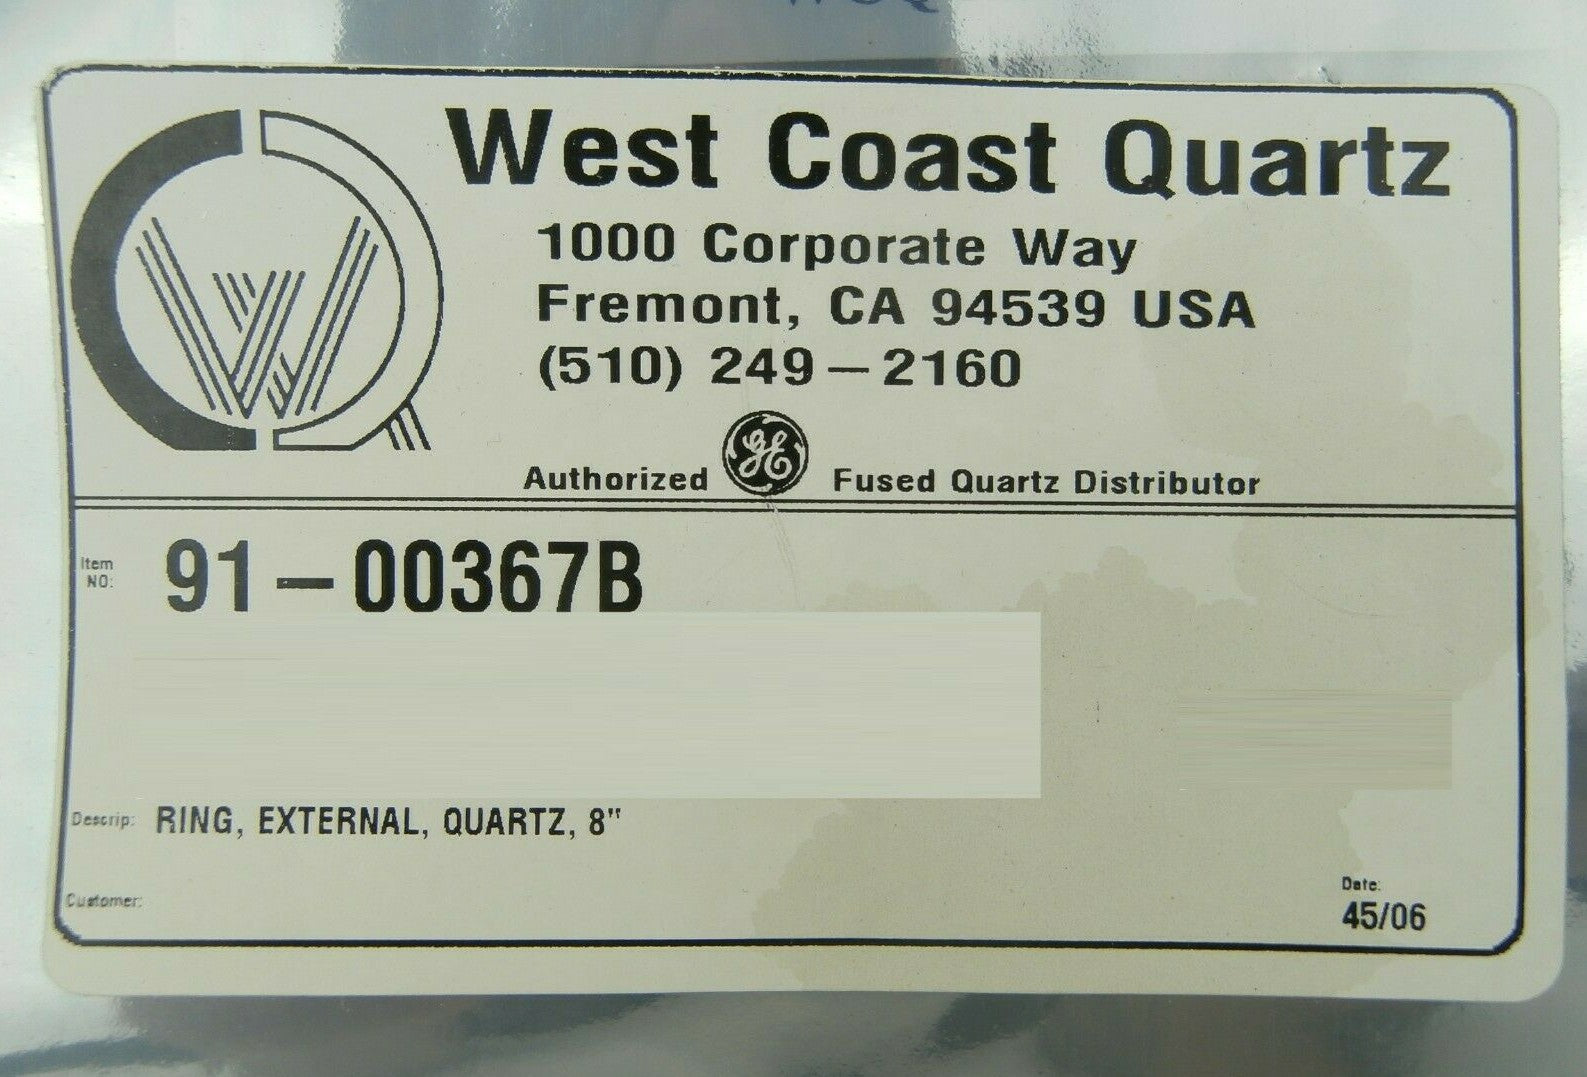 West Coast Quartz
1000 Corporate Way
Fremont, CA 94539 USA
(510) 249-2160
Authorized GE Fused Quartz Distributor
Item
NO: 91-00367B
Descrip: RING, EXTERNAL, QUARTZ, 8"
Customer:
Date:
45/06